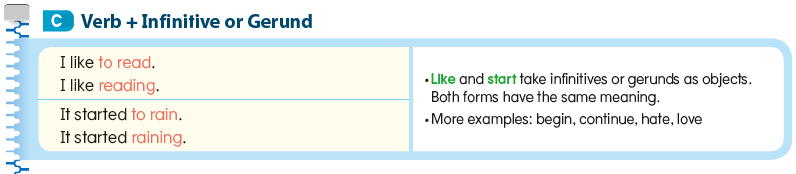 C Verb + Infinitive or Gerund
I like to read.
I like reading.
It started to rain.
It started raining.
• Like and start take infinitives or gerunds as objects.
Both forms have the same meaning.
• More examples: begin, continue, hate, love